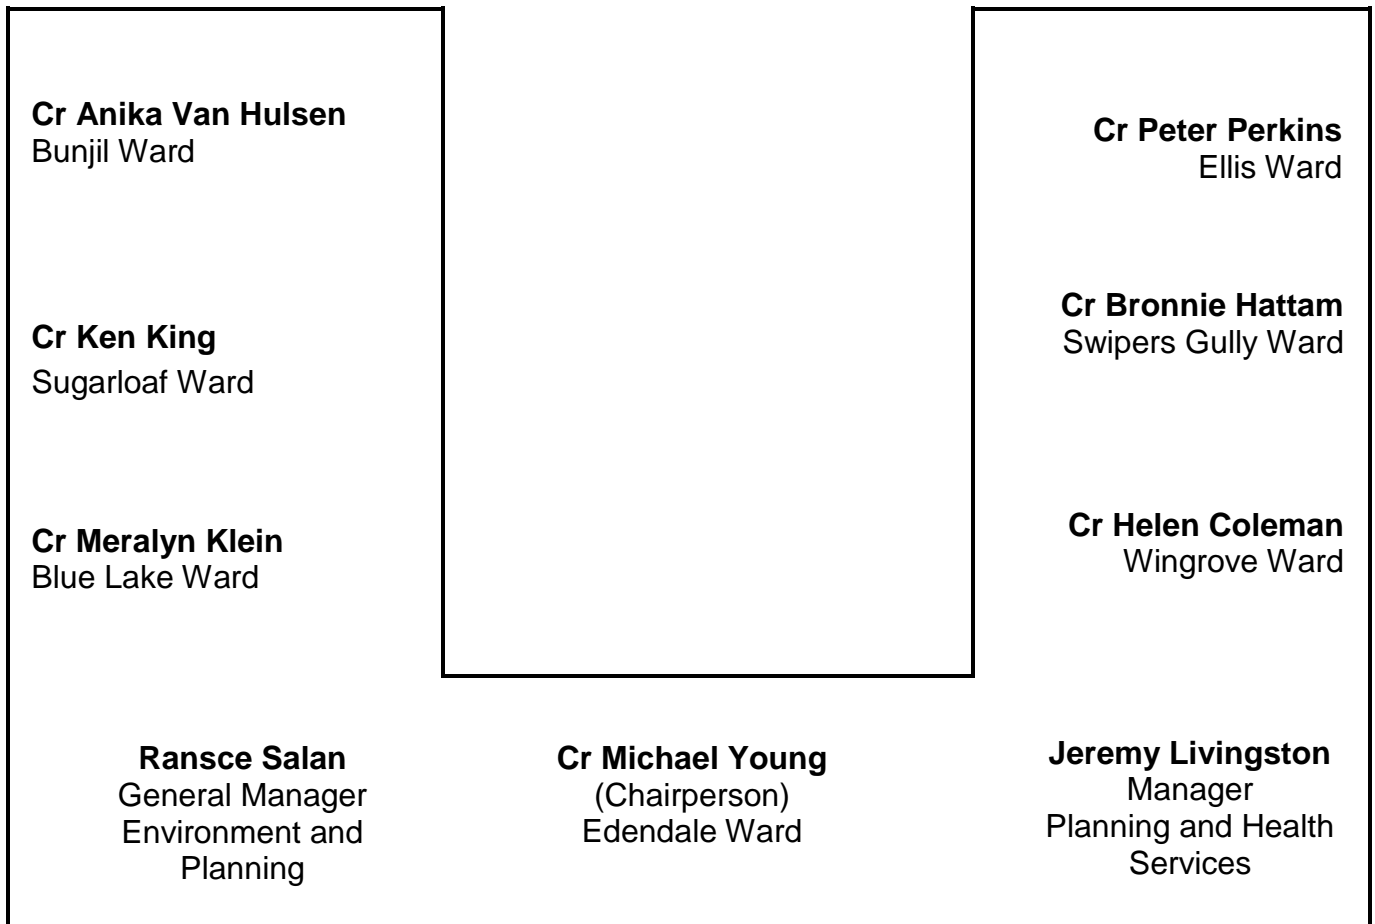 Cr Anika Van Hulsen
Bunjil Ward
Cr Ken King
Sugarloaf Ward
Cr Meralyn Klein
Blue Lake Ward
Cr Peter Perkins
Ellis Ward
Cr Bronnie Hattam
Swipers Gully Ward
Cr Helen Coleman
Wingrove Ward
Ransce Salan
General Manager
Environment and
Planning
Cr Michael Young
(Chairperson)
Edendale Ward
Jeremy Livingston
Manager
Planning and Health
Services